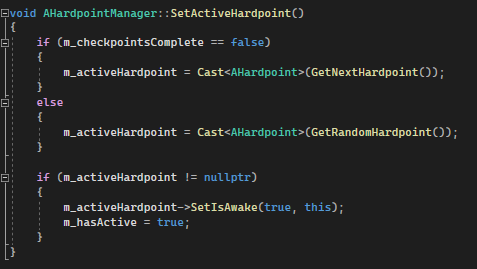 void AHardpointManager::SetActiveHardpoint()
{
if (m_checkpointsComplete == false)
{
m_activeHardpoint = Cast<AHardpoint>(GetNextHardpoint());
}
else
{
m_activeHardpoint = Cast<AHardpoint>(GetRandomHardpoint());
}
if (m_activeHardpoint != nullptr)
{
m_activeHardpoint->SetIsAwake(true, this);
m_hasActive = true;
}
}